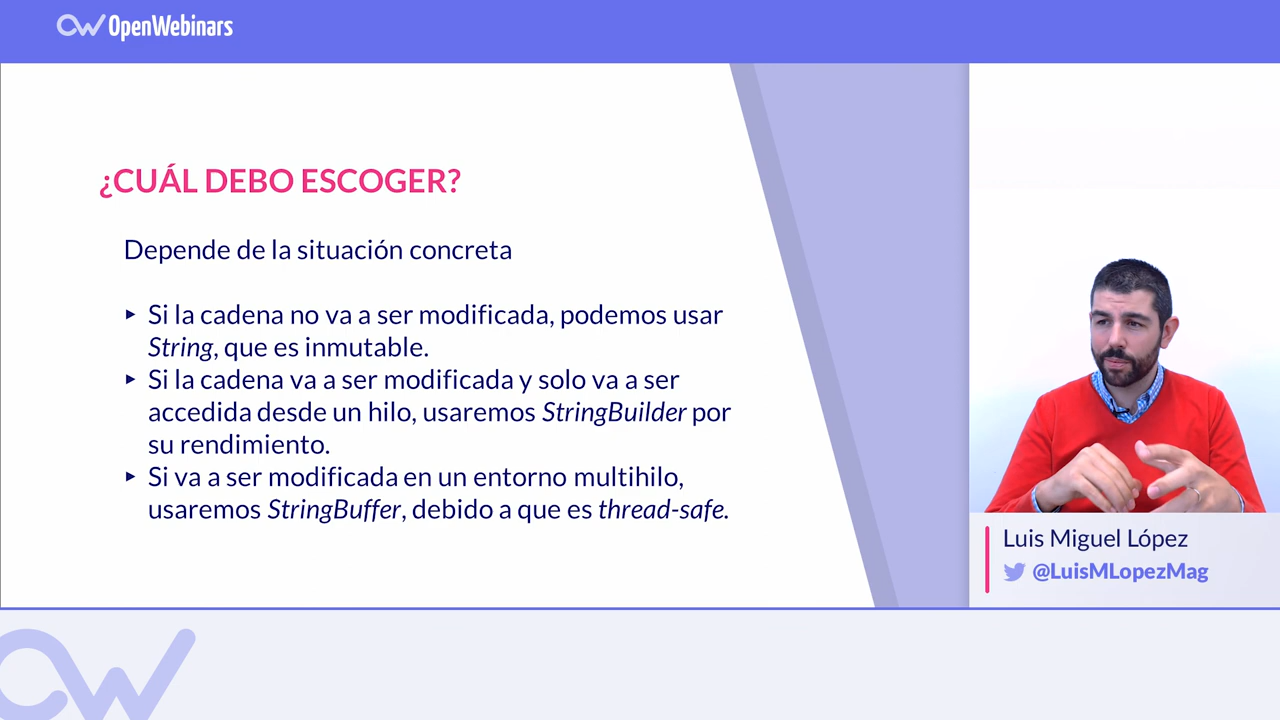 OpenWebinars
¿CUÁL DEBO ESCOGER?
Depende de la situación concreta
‣ Si la cadena no va a ser modificada, podemos usar
String, que es inmutable.
‣ Si la cadena va a ser modificada y solo va a ser
accedida desde un hilo, usaremos StringBuilder por
su rendimiento.
‣ Si va a ser modificada en un entorno multihilo,
usaremos StringBuffer, debido a que es thread-safe.
Luis Miguel López
@LuisMLopezMag